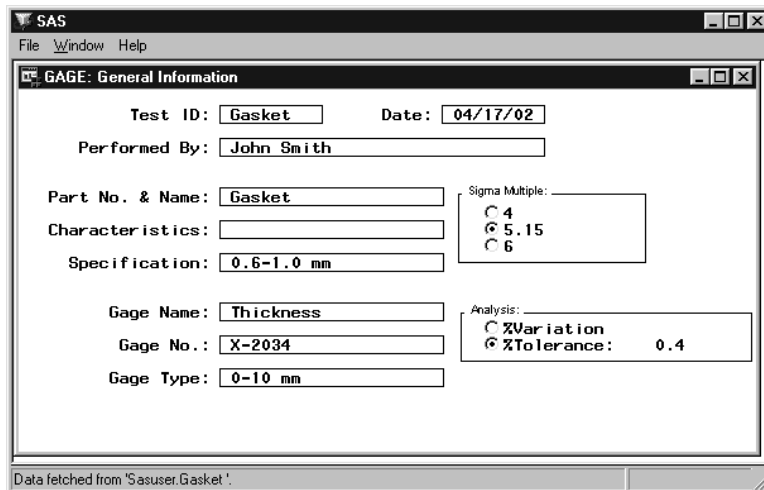 SAS
File Window Help
GAGE: General Information
Test ID: Gasket Date: 04/17/02
Performed By: John Smith
Part No. & Name: Gasket
Characteristics:
Specification: 0.6-1.0 mm
Sigma Multiple:
4
5.15
6
Gage Name: Thickness
Gage No.: X-2034
Gage Type: 0-10 mm
Analysis:
%Variation
%Tolerance: 0.4
Data fetched from 'Sasuser.Gasket '.